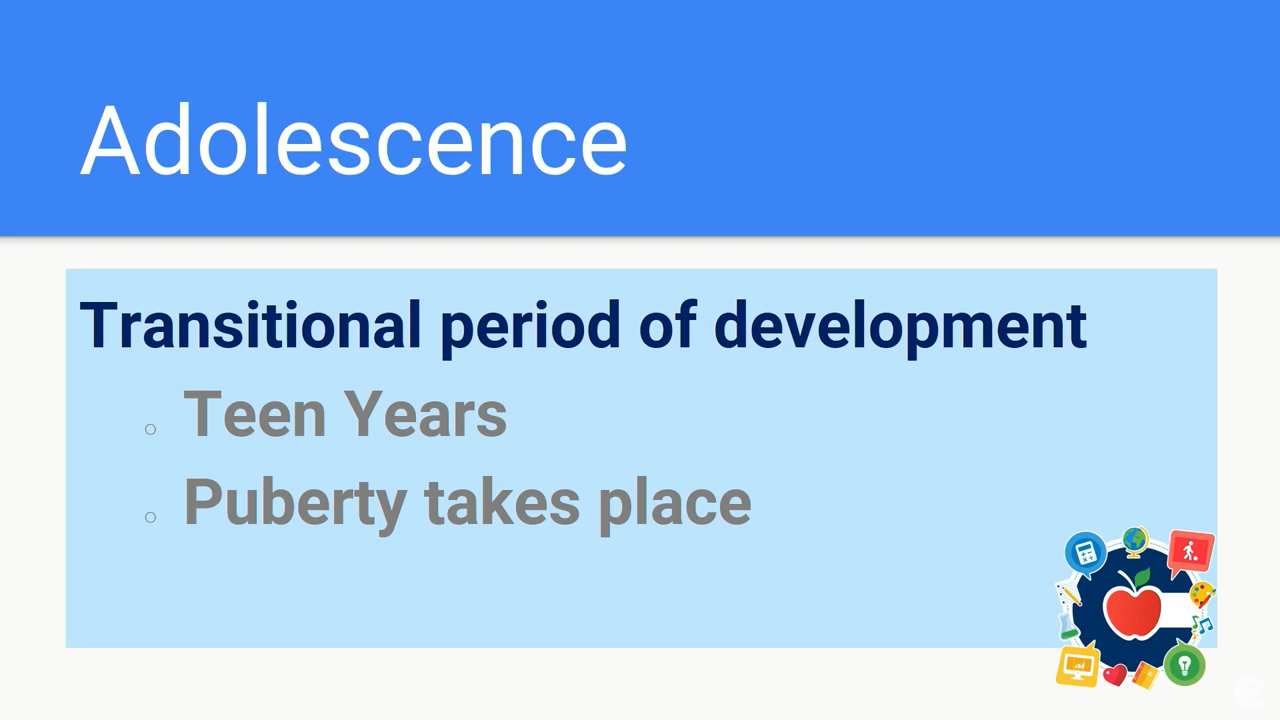 Adolescence
Transitional period of development
Teen Years
Puberty takes place